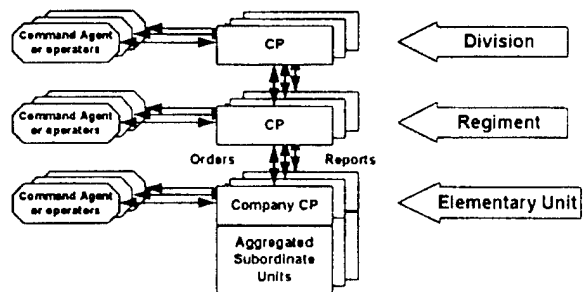 Command Agent
or operators
CP
Division
Command Agent
or operators
CP
Regiment
Orders
Reports
Command Agent
or operators
Company CP
Elementary Unit
Aggregated
Subordinate
Units